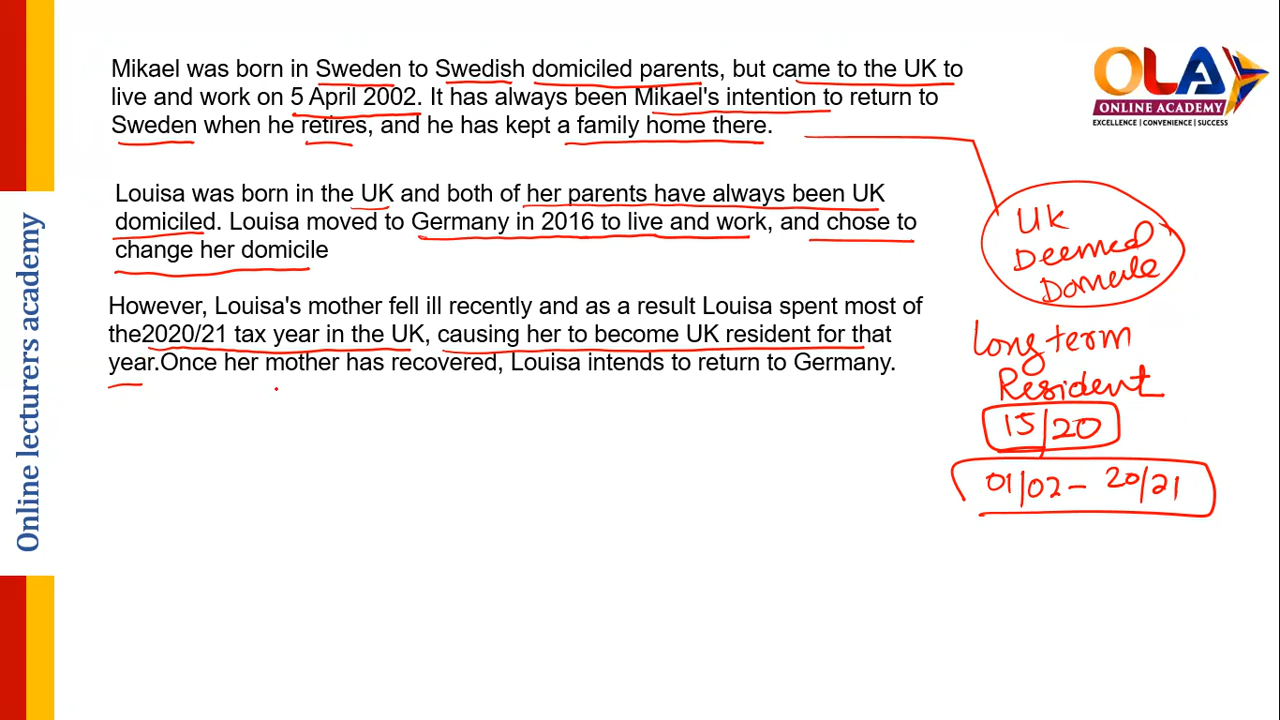 Mikael was born in Sweden to Swedish domiciled parents, but came to the UK to
live and work on 5 April 2002. It has always been Mikael's intention to return to
Sweden when he retires, and he has kept a family home there.
Louisa was born in the UK and both of her parents have always been UK
domiciled. Louisa moved to Germany in 2016 to live and work, and chose to
change her domicile
However, Louisa's mother fell ill recently and as a result Louisa spent most of
the2020/21 tax year in the UK, causing her to become UK resident for that
year.Once her mother has recovered, Louisa intends to return to Germany.
OLA
ONLINE ACADEMY
EXCELLENCE | CONVENIENCE | SUCCESS
Uk
Deemed
Domicile
Long term
Resident
15/20
01/02 - 20/21
Online lecturers academy